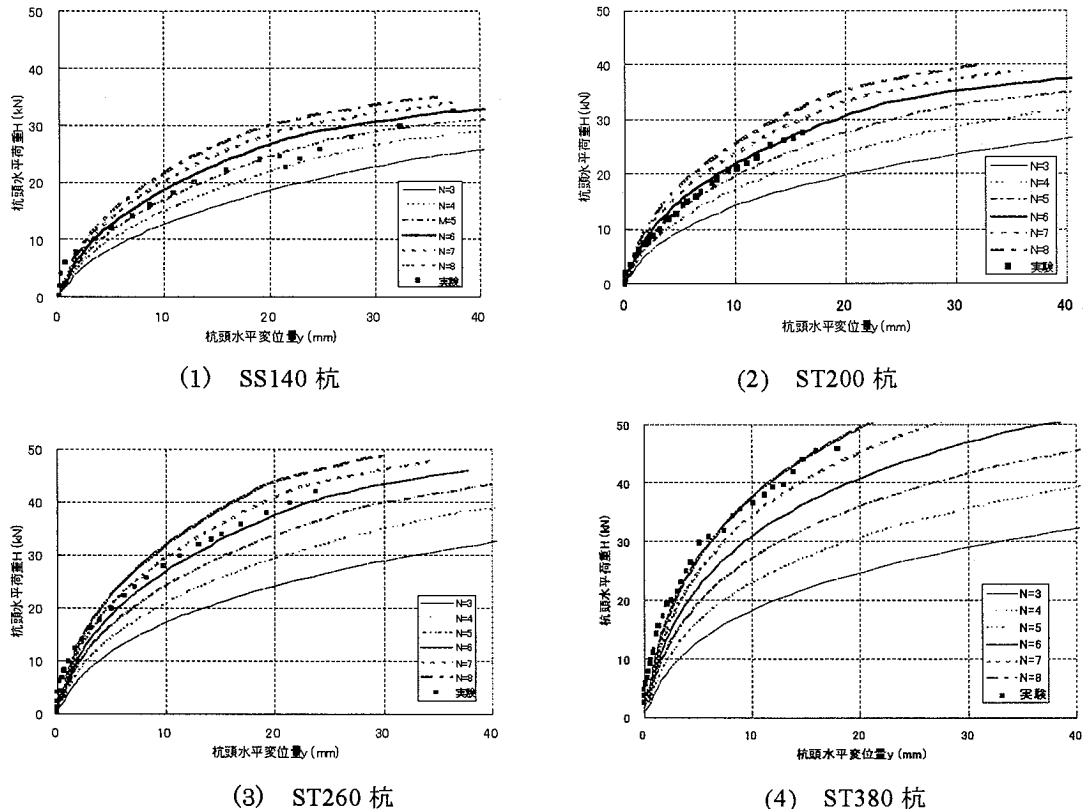 50
40
30
20
10
0
杭頭水平荷重H (kN)
0 10 20 30 40
杭頭水平変位量y (mm)
N=3
N=4
M=5
N=6
N=7
N=8
実験
(1) SS140 杭
50
40
30
20
10
0
杭頭水平荷重H (kN)
0 10 20 30 40
杭頭水平変位量y (mm)
N=3
N=4
N=5
N=6
N=7
N=8
実験
(2) ST200 杭
50
40
30
20
10
0
杭頭水平荷重H (kN)
0 10 20 30 40
杭頭水平変位量y (mm)
N=3
N=4
N=5
N=6
N=7
N=8
実験
(3) ST260 杭
50
40
30
20
10
0
杭頭水平荷重H (kN)
0 10 20 30 40
杭頭水平変位量y (mm)
N=3
N=4
N=5
N=6
N=7
N=8
実験
(4) ST380 杭